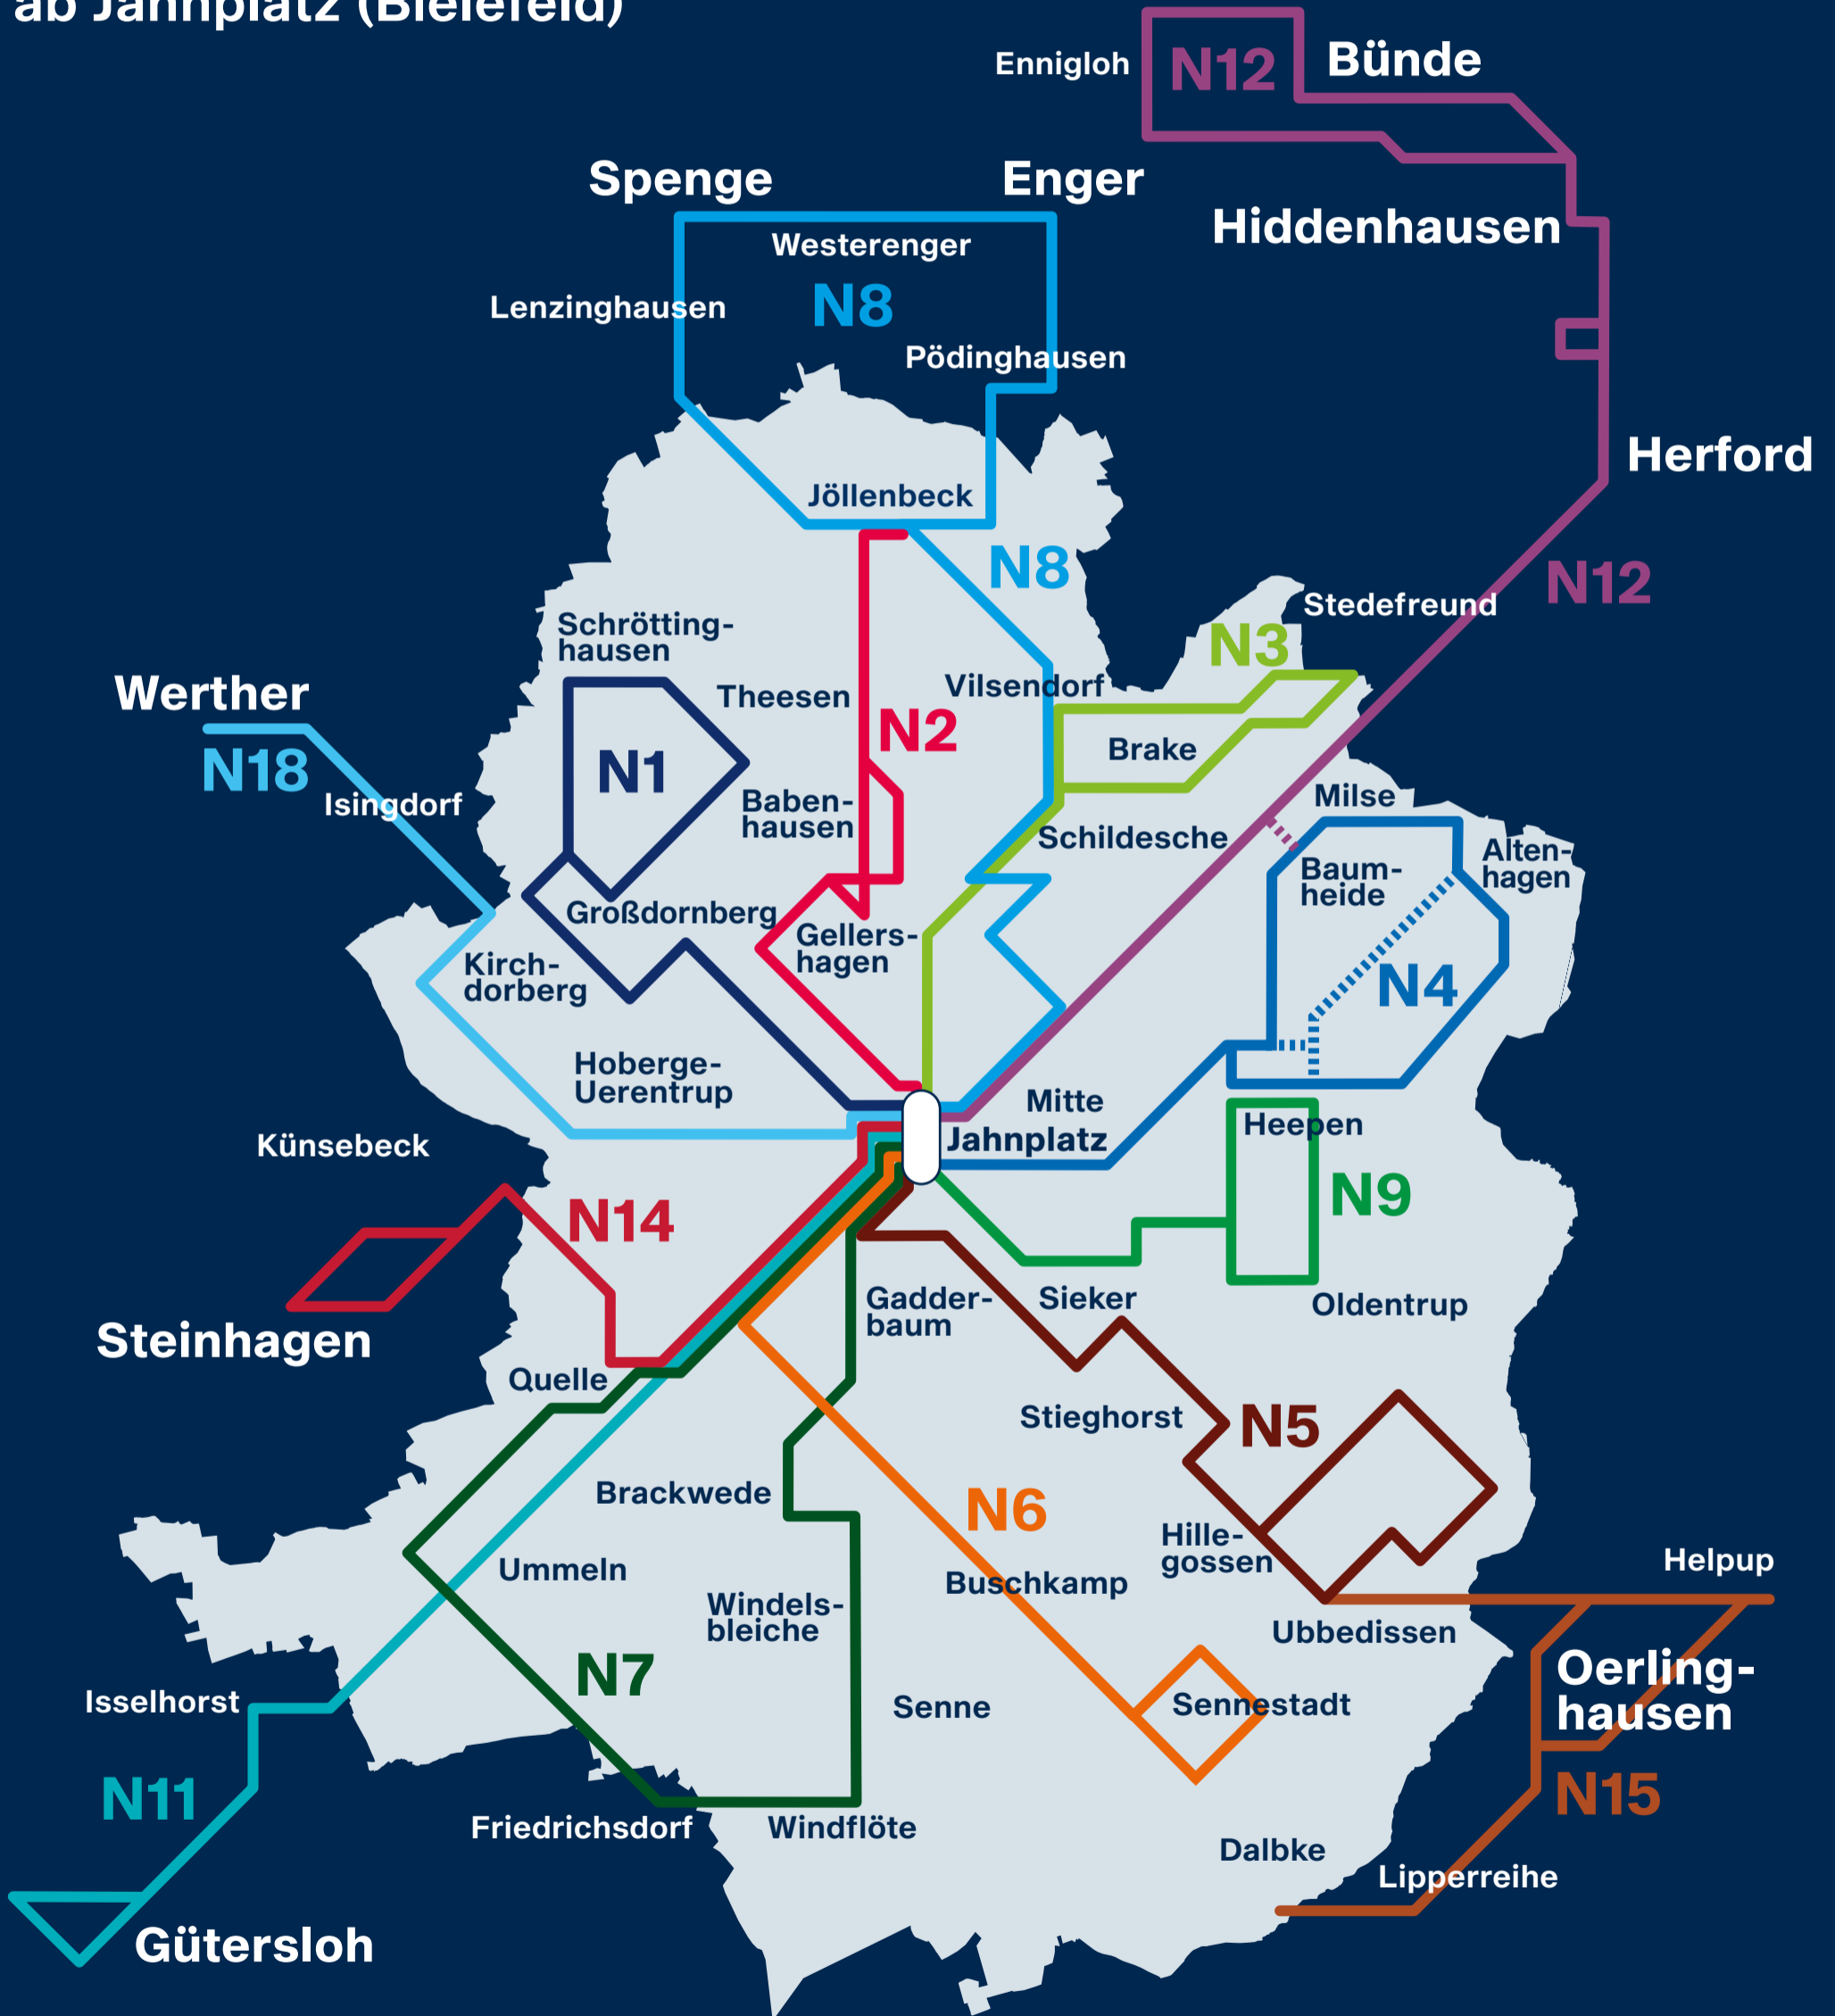 ab Jahnplatz (Bielefeld)
Ennigloh
N12
Bünde
Spenge
Enger
Hiddenhausen
Westerenger
Lenzinghausen
N8
Pödinghausen
Herford
Jöllenbeck
N8
N12
Stedefreund
Schrötting-
hausen
N3
Werther
Theesen
Vilsendorf
N2
Brake
N18
N1
Isingdorf
Baben-
hausen
Milse
Schildesche
Alten-
hagen
Baum-
heide
Großdornberg
Gellers-
hagen
Kirch-
dorberg
N4
Hoberge-
Uerentrup
Mitte
Heepen
Jahnplatz
Künsebeck
N14
N9
Gadder-
baum
Sieker
Oldentrup
Steinhagen
Quelle
Stieghorst
N5
Brackwede
N6
Hille-
gossen
Helpup
Ummeln
Buschkamp
Windels-
bleiche
Ubbedissen
Oerling-
hausen
N7
Isselhorst
Senne
Sennestadt
N11
N15
Friedrichsdorf
Windflöte
Dalbke
Lipperreihe
Gütersloh